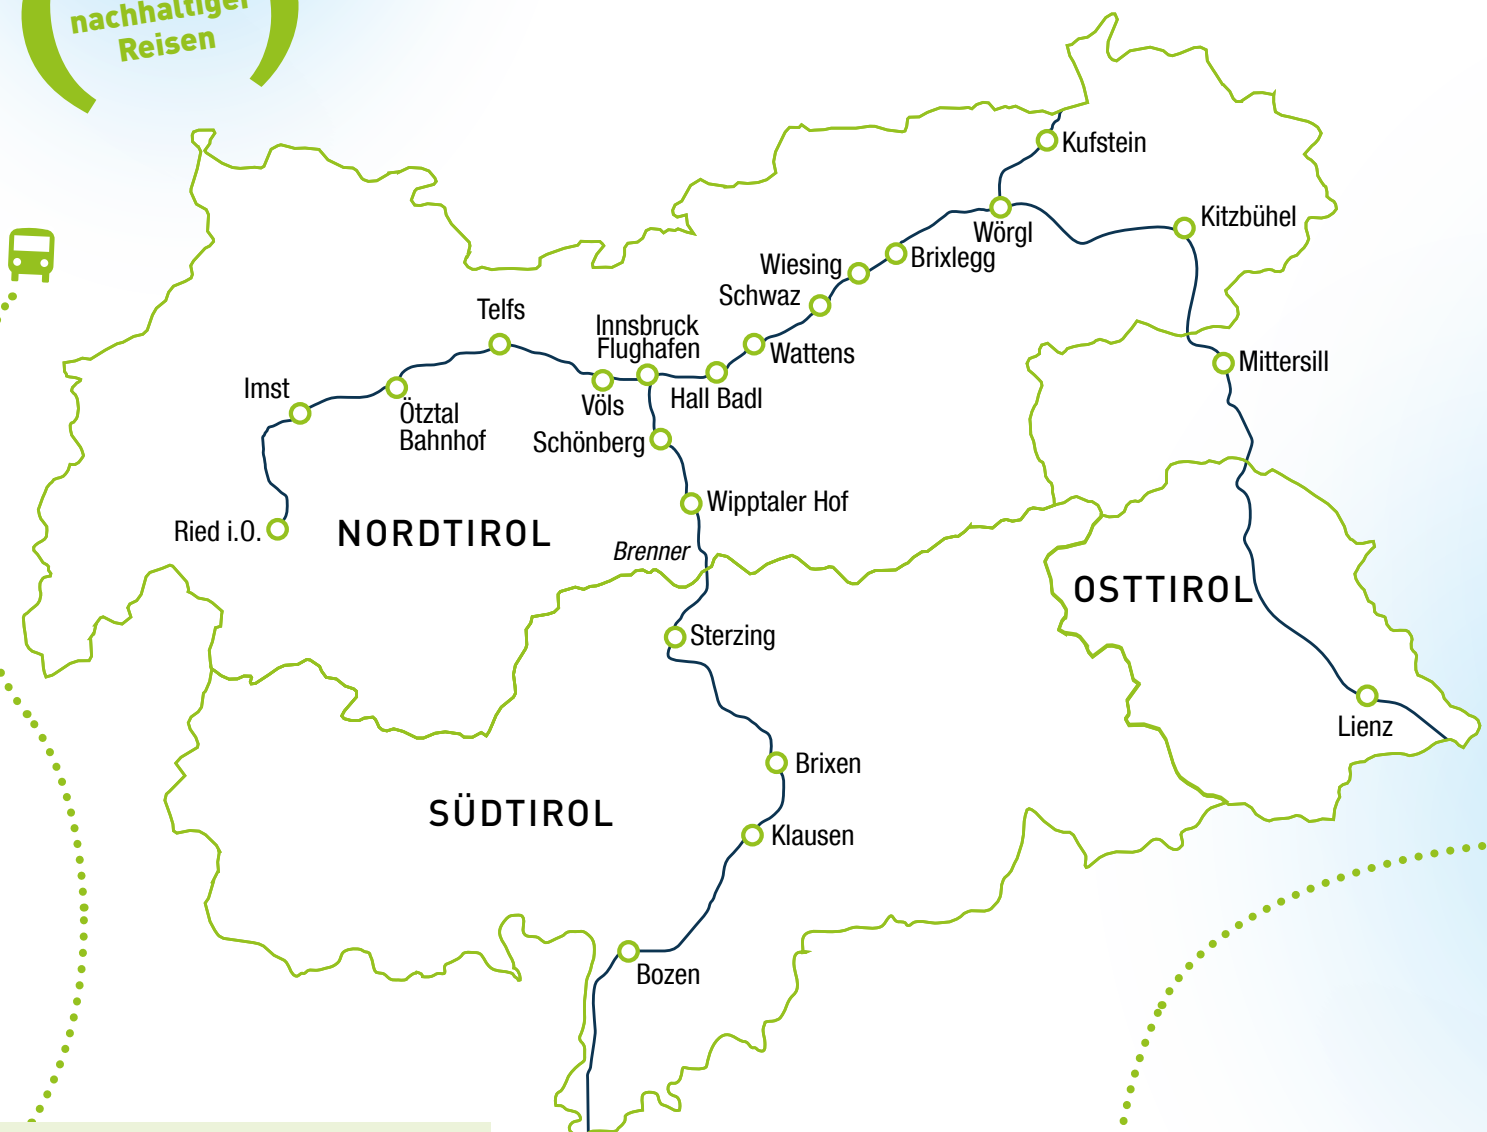 nachhaltiger
Reisen
Kufstein
Kitzbühel
Wörgl
Brixlegg
Wiesing
Schwaz
Telfs
Innsbruck
Flughafen
Wattens
Mittersill
Imst
Hall Badl
Völs
Ötztal
Bahnhof
Schönberg
Wipptaler Hof
Ried i.O.
NORDTIROL
Brenner
OSTTIROL
Sterzing
Lienz
Brixen
SÜDTIROL
Klausen
Bozen